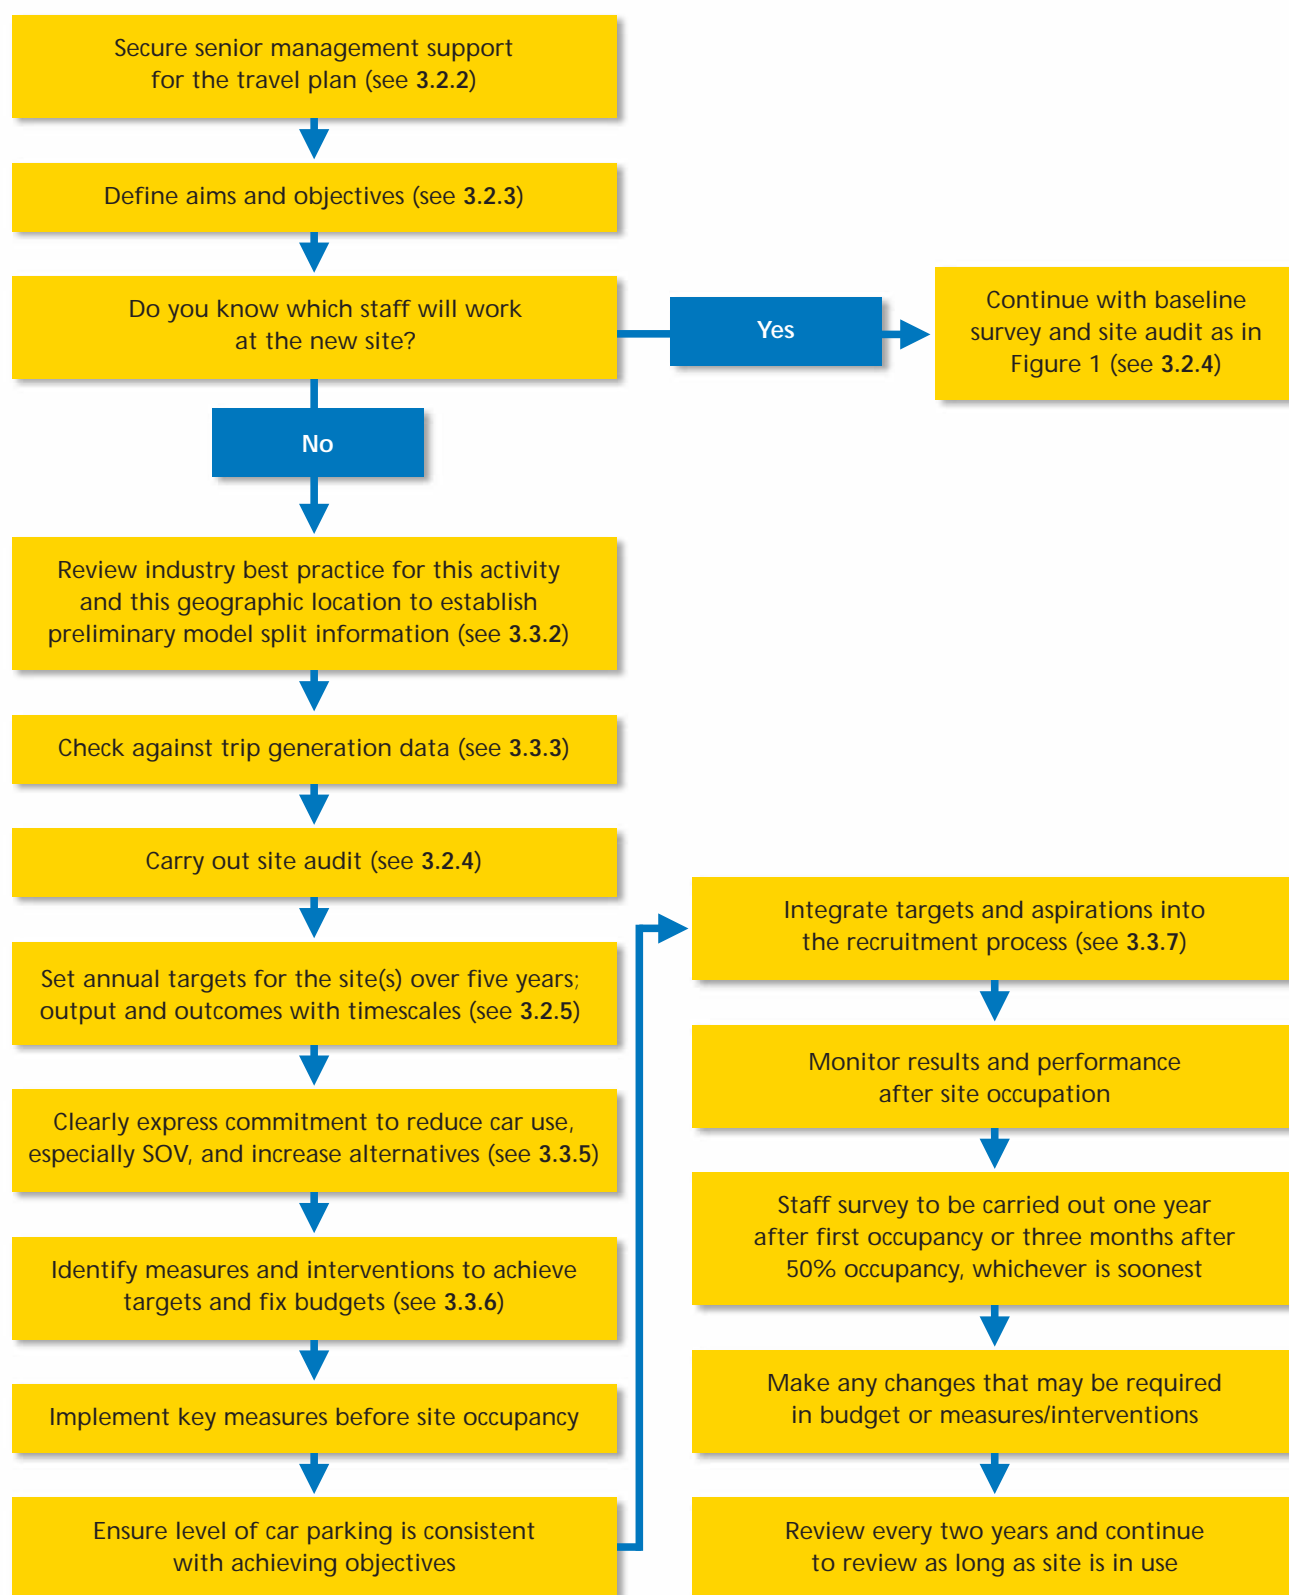 Secure senior management support
for the travel plan (see 3.2.2)
Define aims and objectives (see 3.2.3)
Do you know which staff will work
at the new site?
Yes
Continue with baseline
survey and site audit as in
Figure 1 (see 3.2.4)
No
Review industry best practice for this activity
and this geographic location to establish
preliminary model split information (see 3.3.2)
Check against trip generation data (see 3.3.3)
Carry out site audit (see 3.2.4)
Set annual targets for the site(s) over five years;
output and outcomes with timescales (see 3.2.5)
Clearly express commitment to reduce car use,
especially SOV, and increase alternatives (see 3.3.5)
Identify measures and interventions to achieve
targets and fix budgets (see 3.3.6)
Implement key measures before site occupancy
Ensure level of car parking is consistent
with achieving objectives
Integrate targets and aspirations into
the recruitment process (see 3.3.7)
Monitor results and performance
after site occupation
Staff survey to be carried out one year
after first occupancy or three months after
50% occupancy, whichever is soonest
Make any changes that may be required
in budget or measures/interventions
Review every two years and continue
to review as long as site is in use